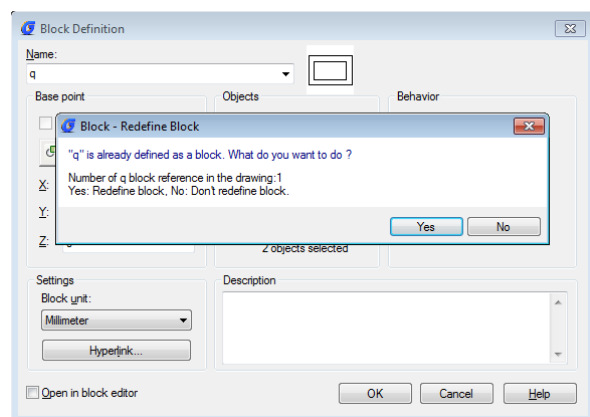 Block Definition
Name:
q
Base point
Objects
Behavior
Block - Redefine Block
"q" is already defined as a block. What do you want to do ?
Number of q block reference in the drawing:1
Yes: Redefine block, No: Don't redefine block.
Yes
No
X:
Y:
Z:
2 objects selected
Settings
Description
Block unit:
Millimeter
Hyperlink...
Open in block editor
OK
Cancel
Help